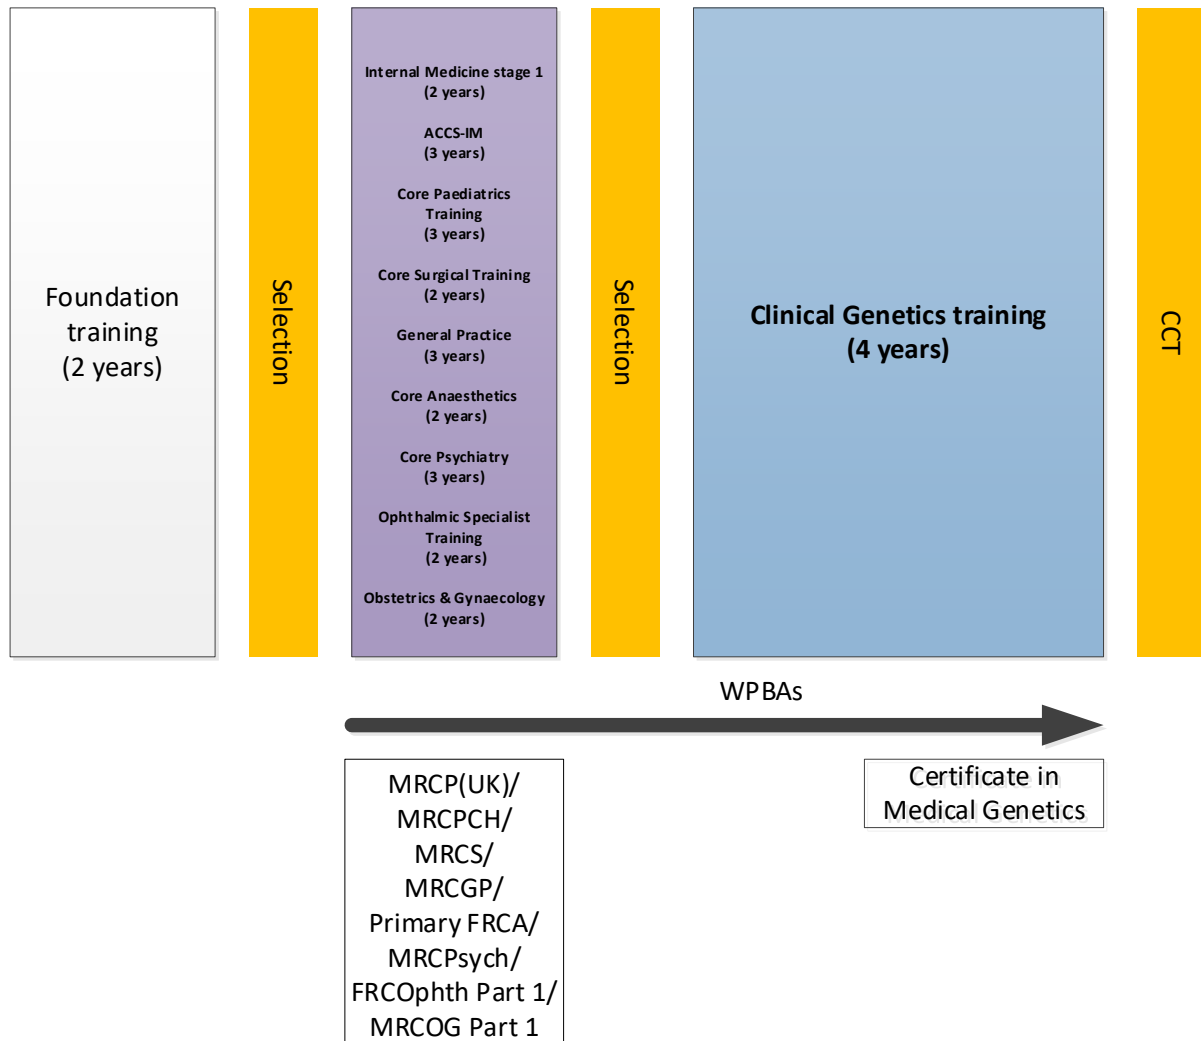 Foundation
training
(2 years)
Selection
Internal Medicine stage 1
(2 years)
ACCS-IM
(3 years)
Core Paediatrics
Training
(3 years)
Core Surgical Training
(2 years)
General Practice
(3 years)
Core Anaesthetics
(2 years)
Core Psychiatry
(3 years)
Ophthalmic Specialist
Training
(2 years)
Obstetrics & Gynaecology
(2 years)
Selection
Clinical Genetics training
(4 years)
CCT
WPBAs
MRCP(UK)/
MRCPCH/
MRCS/
MRCGP/
Primary FRCA/
MRCPsych/
FRCOphth Part 1/
MRCOG Part 1
Certificate in
Medical Genetics